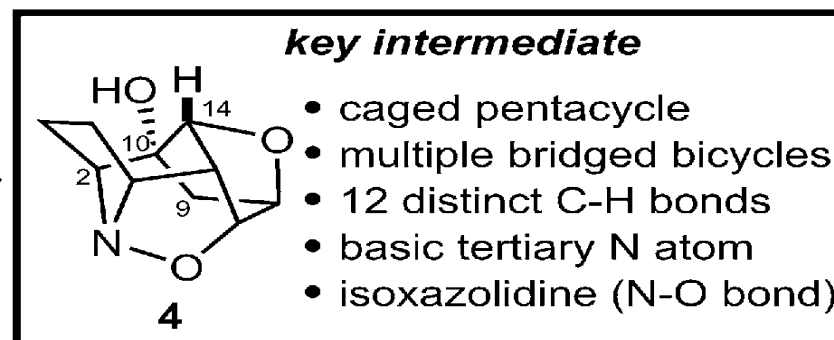 key intermediate
HO H
14
O
10
2
9
N
O
4
• caged pentacycle
• multiple bridged bicycles
• 12 distinct C-H bonds
• basic tertiary N atom
• isoxazolidine (N-O bond)